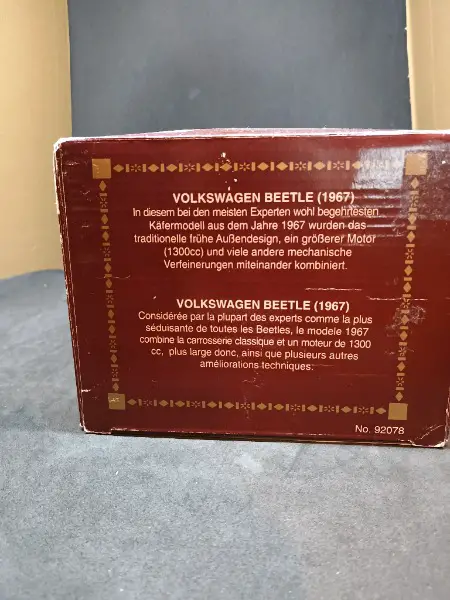 VOLKSWAGEN BEETLE (1967)
In diesem bei den meisten Experten wohl begehrtesten
Käfermodell aus dem Jahre 1967 wurden das
traditionelle frühe Außendesign, ein größerer Motor
(1300cc) und viele andere mechanische
Verfeinerungen miteinander kombiniert.
VOLKSWAGEN BEETLE (1967)
Considérée par la plupart des experts comme la plus
séduisante de toutes les Beetles, le modele 1967
combine la carrosserie classique et un moteur de 1300
cc, plus large donc, ainsi que plusieurs autres
améliorations techniques.
No. 92078